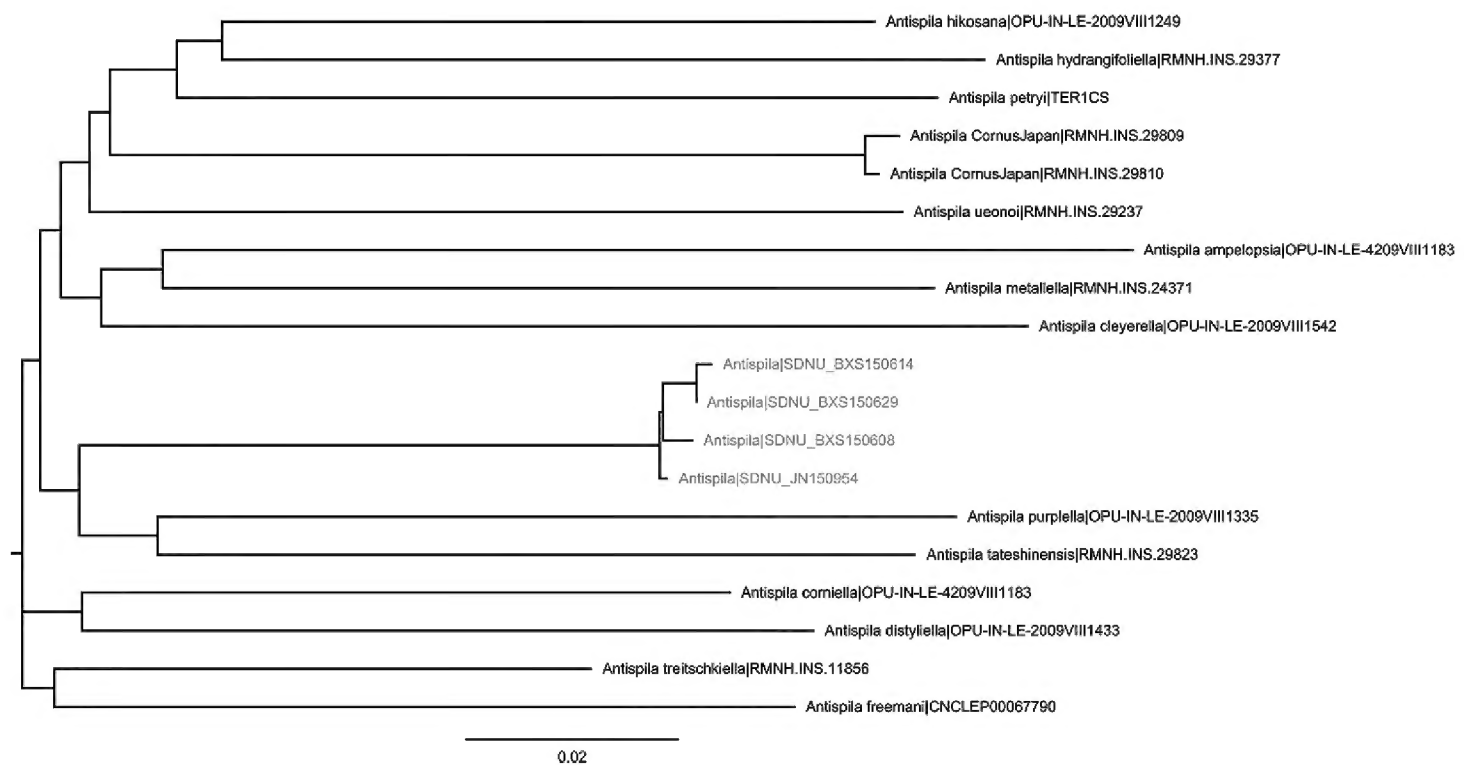 Antispila hikosana|OPU-IN-LE-2009VIII1249
Antispila hydrangifoliella|RMNH.INS.29377
Antispila petryi|TER1CS
Antispila CornusJapan|RMNH.INS.29809
Antispila CornusJapan|RMNH.INS.29810
Antispila ueonoi|RMNH.INS.29237
Antispila ampelopsia|OPU-IN-LE-4209VIII1183
Antispila metallella|RMNH.INS.24371
Antispila cleyerella|OPU-IN-LE-2009VIII1542
Antispila|SDNU_BXS150614
Antispila|SDNU_BXS150629
Antispila|SDNU_BXS150608
Antispila|SDNU_JN150954
Antispila purplella|OPU-IN-LE-2009VIII1335
Antispila tateshinensis|RMNH.INS.29823
Antispila corniella|OPU-IN-LE-4209VIII1183
Antispila distyliella|OPU-IN-LE-2009VIII1433
Antispila treitschkiella|RMNH.INS.11856
Antispila freemani|CNCLEP00067790
0.02